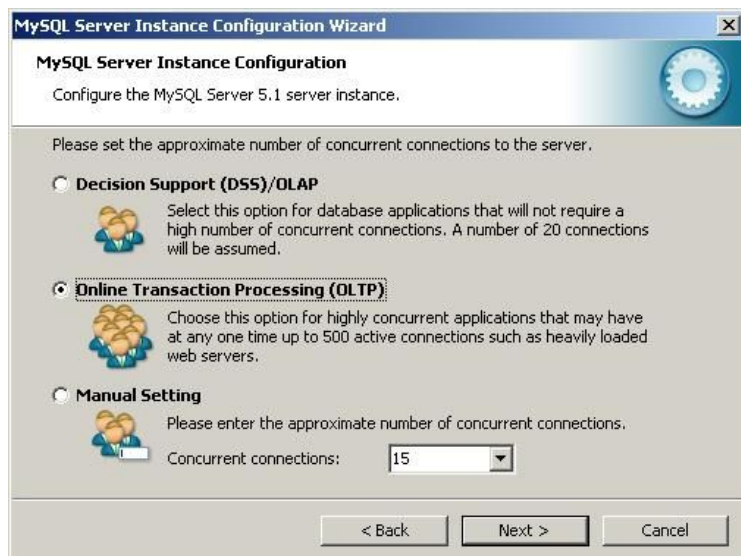 MySQL Server Instance Configuration Wizard
MySQL Server Instance Configuration
Configure the MySQL Server 5.1 server instance.
Please set the approximate number of concurrent connections to the server.
Decision Support (DSS)/OLAP
Select this option for database applications that will not require a
high number of concurrent connections. A number of 20 connections
will be assumed.
Online Transaction Processing (OLTP)
Choose this option for highly concurrent applications that may have
at any one time up to 500 active connections such as heavily loaded
web servers.
Manual Setting
Please enter the approximate number of concurrent connections.
Concurrent connections: 15
< Back Next > Cancel